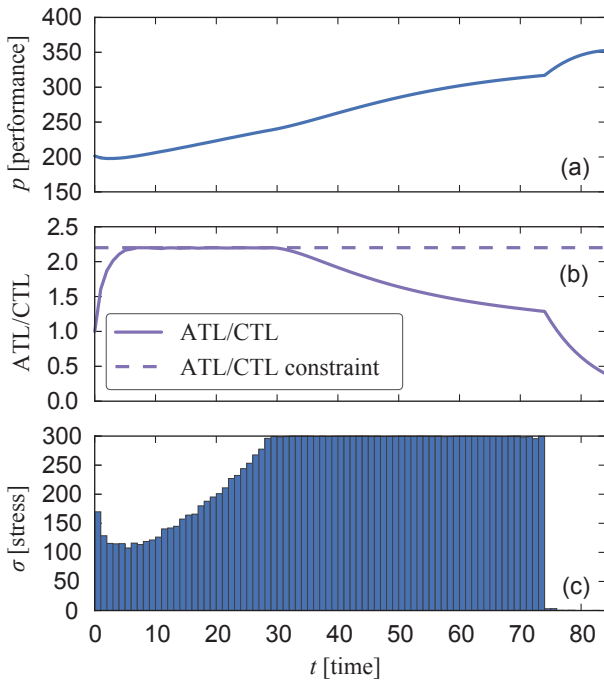 400
350
300
250
200
150
p [performance]
(a)
2.5
2.0
1.5
1.0
0.5
0.0
ATL/CTL
(b)
ATL/CTL
ATL/CTL constraint
300
250
200
150
100
50
0
σ [stress]
(c)
0 10 20 30 40 50 60 70 80
t [time]